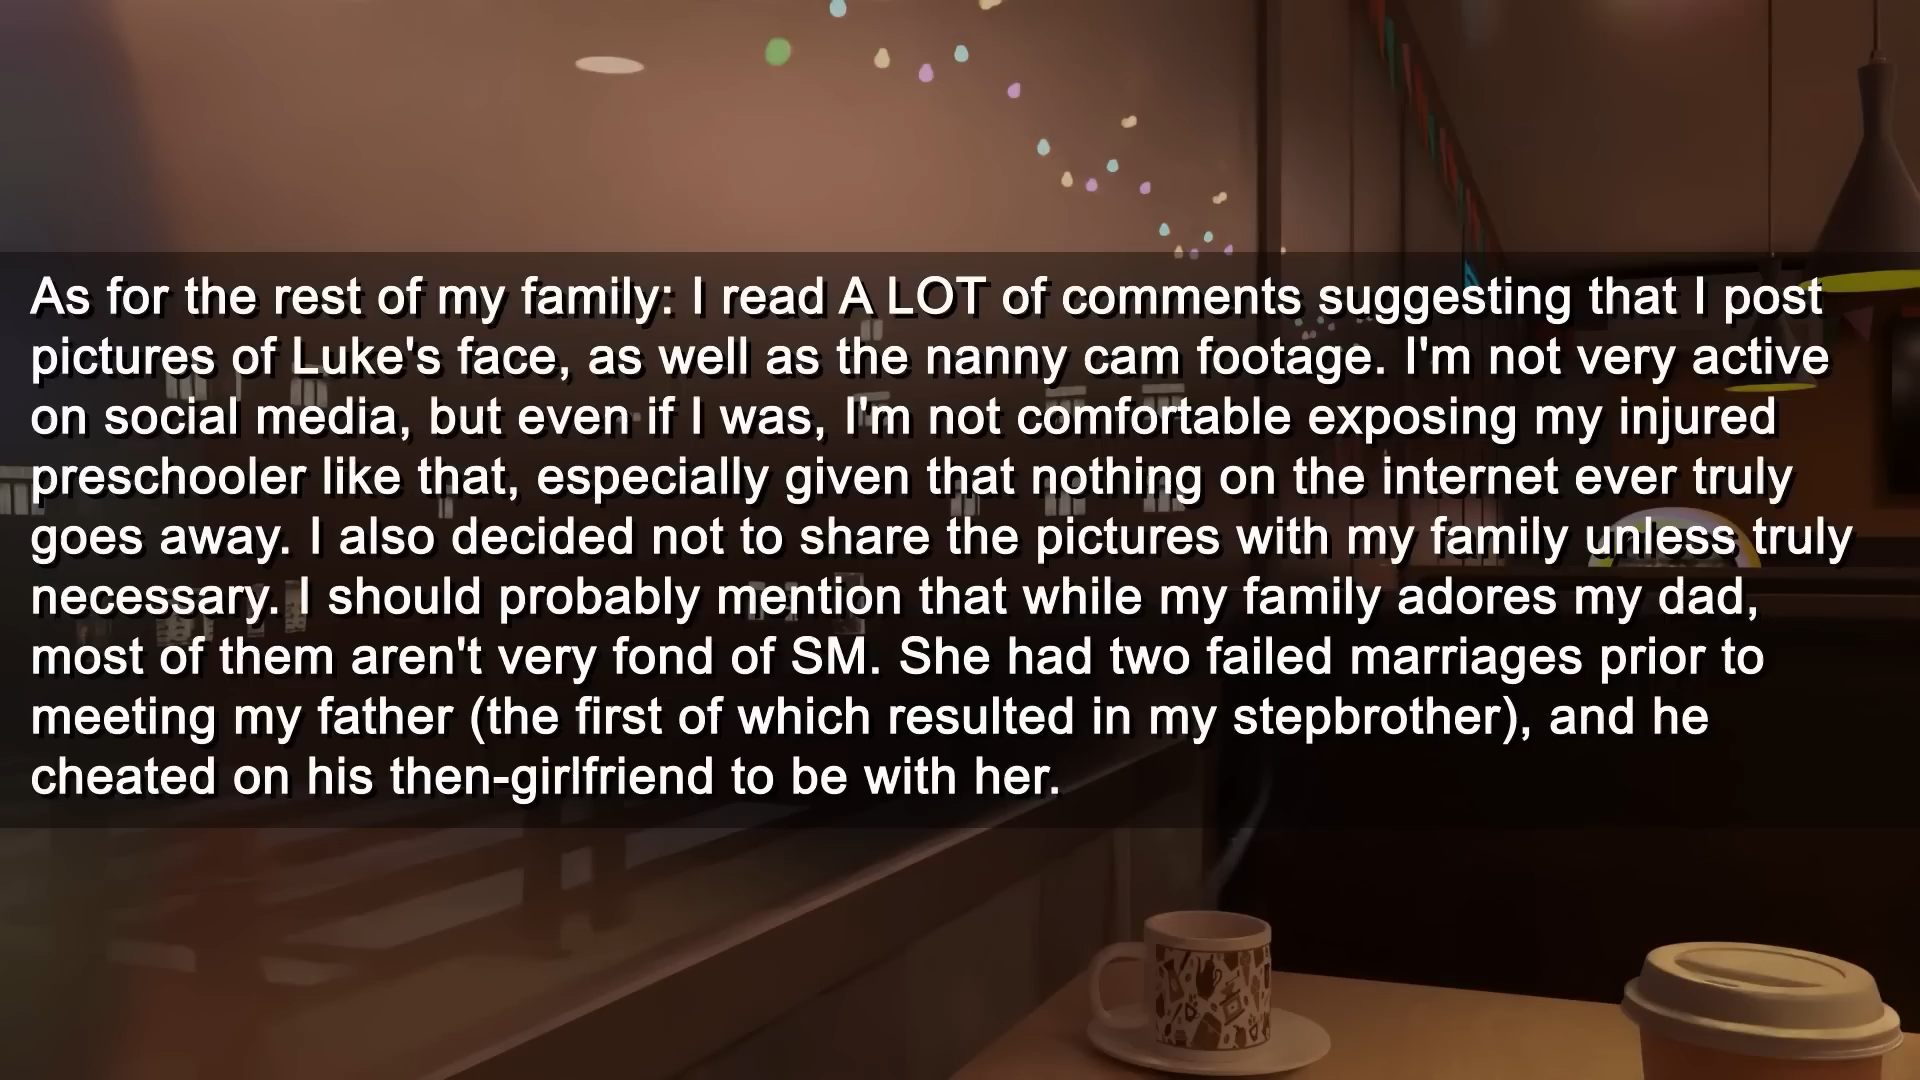 As for the rest of my family: I read A LOT of comments suggesting that I post
pictures of Luke's face, as well as the nanny cam footage. I'm not very active
on social media, but even if I was, I'm not comfortable exposing my injured
preschooler like that, especially given that nothing on the internet ever truly
goes away. I also decided not to share the pictures with my family unless truly
necessary. I should probably mention that while my family adores my dad,
most of them aren't very fond of SM. She had two failed marriages prior to
meeting my father (the first of which resulted in my stepbrother), and he
cheated on his then-girlfriend to be with her.